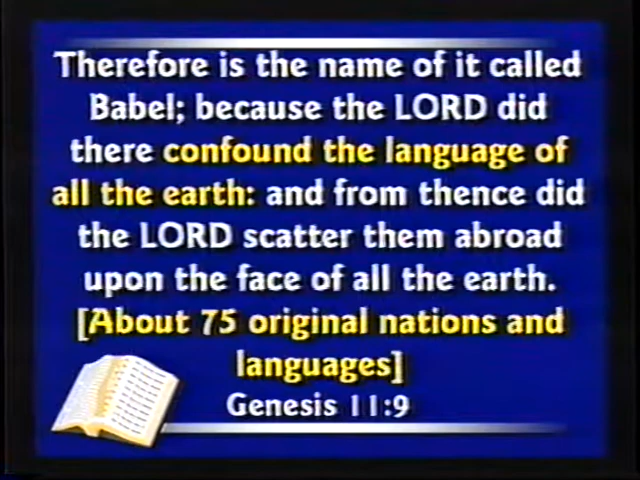 Therefore is the name of it called
Babel; because the LORD did
there confound the language of
all the earth: and from thence did
the LORD scatter them abroad
upon the face of all the earth.
[About 75 original nations and
languages]
Genesis 11:9